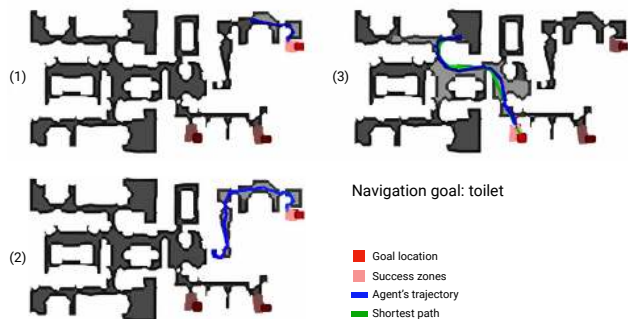 (1)
(3)
(2)
Navigation goal: toilet
Goal location
Success zones
Agent's trajectory
Shortest path